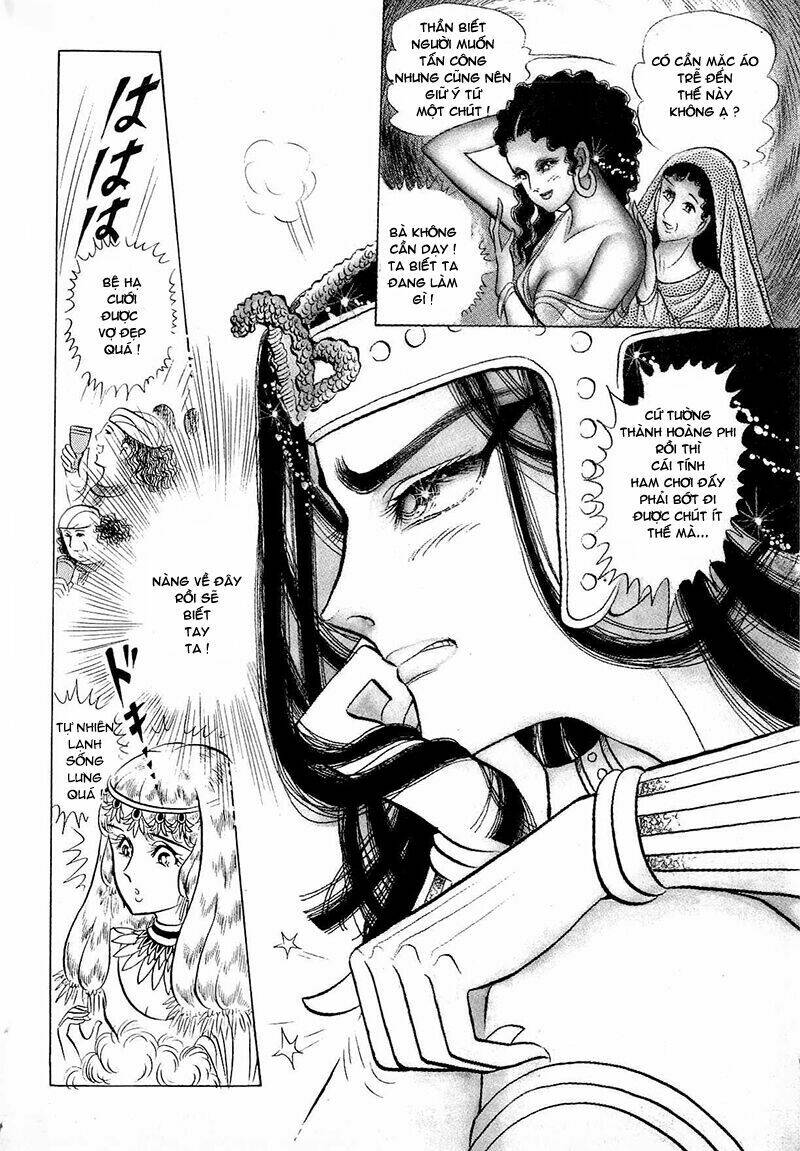 CÓ CẦN MẶC ÁO
TRỄ ĐẾN
THẾ NÀY
KHÔNG Ạ ?
THẦN BIẾT
NGƯỜI MUỐN
TẤN CÔNG
NHƯNG CŨNG NÊN
GIỮ Ý TỨ
MỘT CHÚT !
BÀ KHÔNG
CẦN DẠY !
TA BIẾT TA
ĐANG LÀM
GÌ !
CỨ TƯỞNG
THÀNH HOÀNG PHI
RỒI THÌ
CÁI TÍNH
HAM CHƠI ĐẤY
PHẢI BỚT ĐI
ĐƯỢC CHÚT ÍT
THẾ MÀ...
はははは
BỆ HẠ
CƯỚI
ĐƯỢC
VỢ ĐẸP
QUÁ !
NÀNG VỀ ĐÂY
RỒI SẼ
BIẾT
TAY
TA !
ドキ
TỰ NHIÊN
LẠNH
SỐNG
LƯNG
QUÁ !